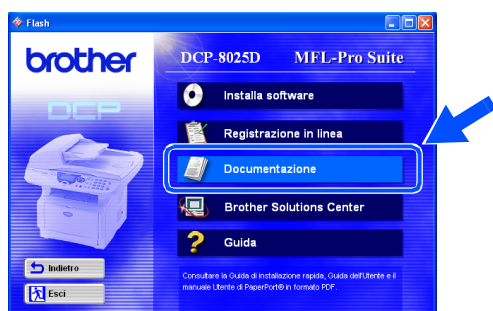 Flash
brother
DCP-8025D MFL-Pro Suite
DCP
Installa software
Registrazione in linea
Documentazione
Brother Solutions Center
Guida
Indietro
Esci
Consultare la Guida di installazione rapida, Guida dell'Utente e il
manuale Utente di PaperPort® in formato PDF.